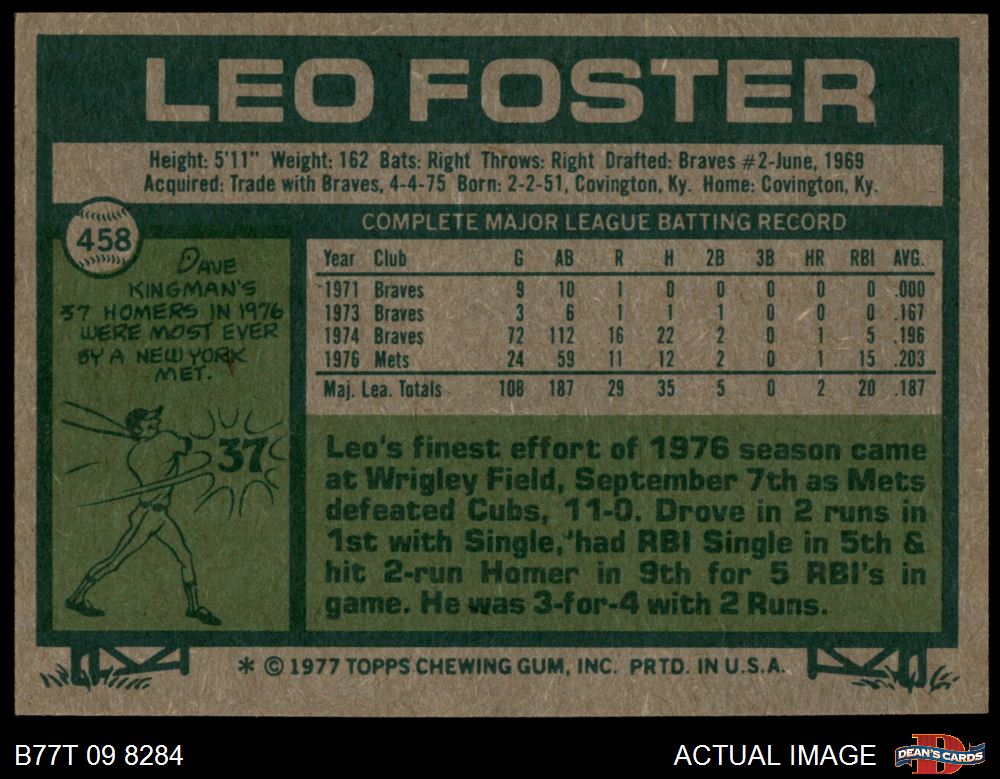 LEO FOSTER
Height: 5'11" Weight: 162 Bats: Right Throws: Right Drafted: Braves #2-June, 1969
Acquired: Trade with Braves, 4-4-75 Born: 2-2-51, Covington, Ky. Home: Covington, Ky.
458
COMPLETE MAJOR LEAGUE BATTING RECORD
Year Club G AB R H 2B 3B HR RBI AVG.
1971 Braves 9 10 1 0 0 0 0 0 .000
1973 Braves 3 6 1 1 1 0 0 0 .167
1974 Braves 72 112 16 22 2 0 1 5 .196
1976 Mets 24 59 11 12 2 0 1 15 .203
Maj. Lea. Totals 108 187 29 35 5 0 2 20 .187
DAVE
KINGMAN'S
37 HOMERS IN 1976
WERE MOST EVER
BY A NEW YORK
MET.
37
Leo's finest effort of 1976 season came
at Wrigley Field, September 7th as Mets
defeated Cubs, 11-0. Drove in 2 runs in
1st with Single, had RBI Single in 5th &
hit 2-run Homer in 9th for 5 RBI's in
game. He was 3-for-4 with 2 Runs.
* © 1977 TOPPS CHEWING GUM, INC. PRTD. IN U.S.A.
B77T 09 8284
ACTUAL IMAGE
D
DEAN'S CARDS